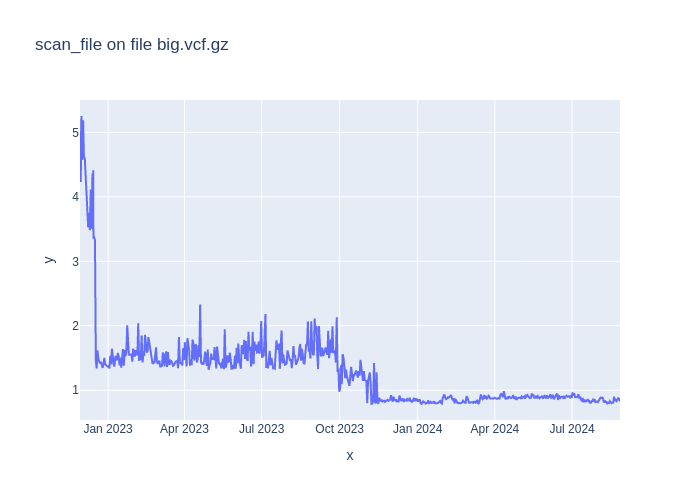 scan_file on file big.vcf.gz
y
5
4
3
2
1
Jan 2023
Apr 2023
Jul 2023
Oct 2023
Jan 2024
Apr 2024
Jul 2024
x